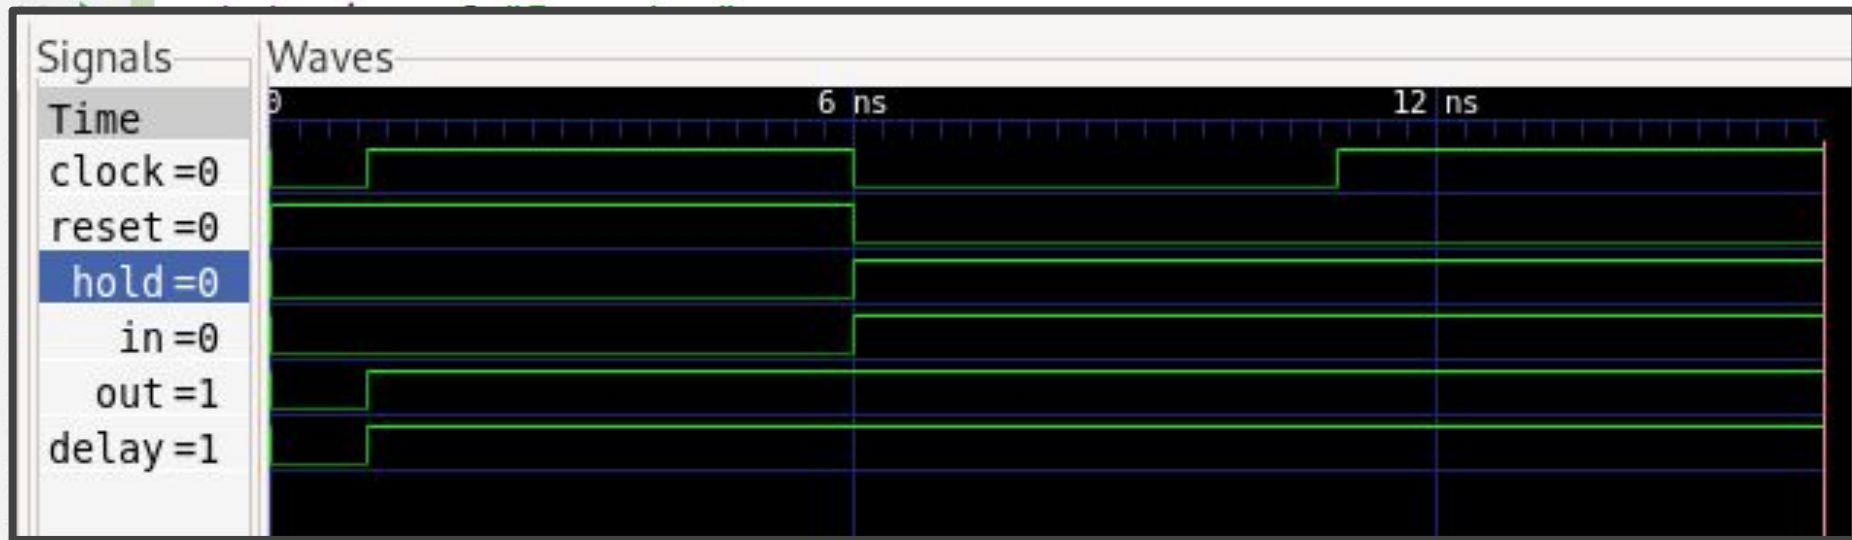 Signals
Waves
0 6 ns 12 ns
Time
clock =0
reset =0
hold =0
in =0
out =1
delay =1